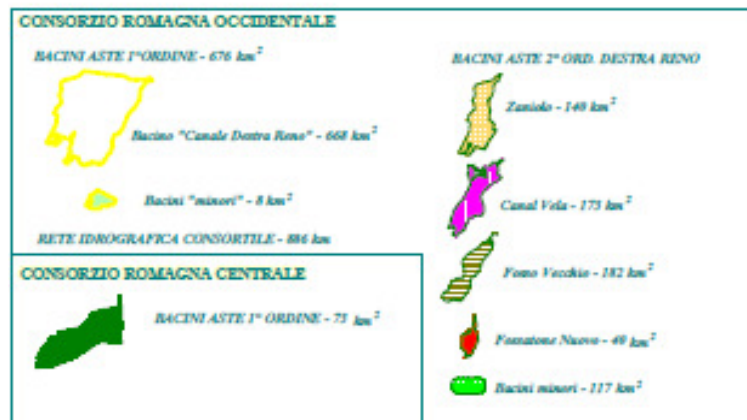 CONSORZIO ROMAGNA OCCIDENTALE
BACINI ASTE 1° ORDINE - 676 km²
Bacino "Canale Destra Reno" - 668 km²
Bacini "minori" - 8 km²
RETE IDROGRAFICA CONSORTILE - 886 km
BACINI ASTE 2° ORD. DESTRA RENO
Zaniolo - 140 km²
Canal Vela - 173 km²
Fosso Vecchio - 182 km²
Fossatone Nuovo - 40 km²
Bacini minori - 117 km²
CONSORZIO ROMAGNA CENTRALE
BACINI ASTE 1° ORDINE - 75 km²